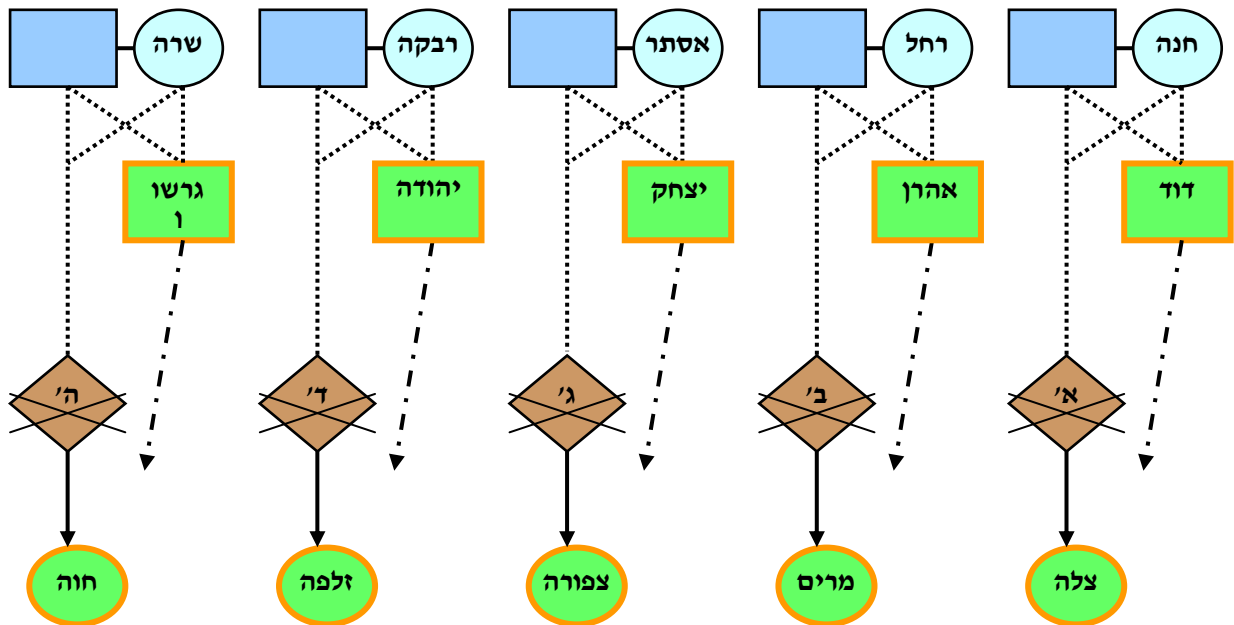 חנה
רחל
אסתר
רבקה
שרה
דוד
אהרן
יצחק
יהודה
גרשו
ו
א׳
ב׳
ג׳
ד׳
ה׳
צלה
מרים
צפורה
זלפה
חוה